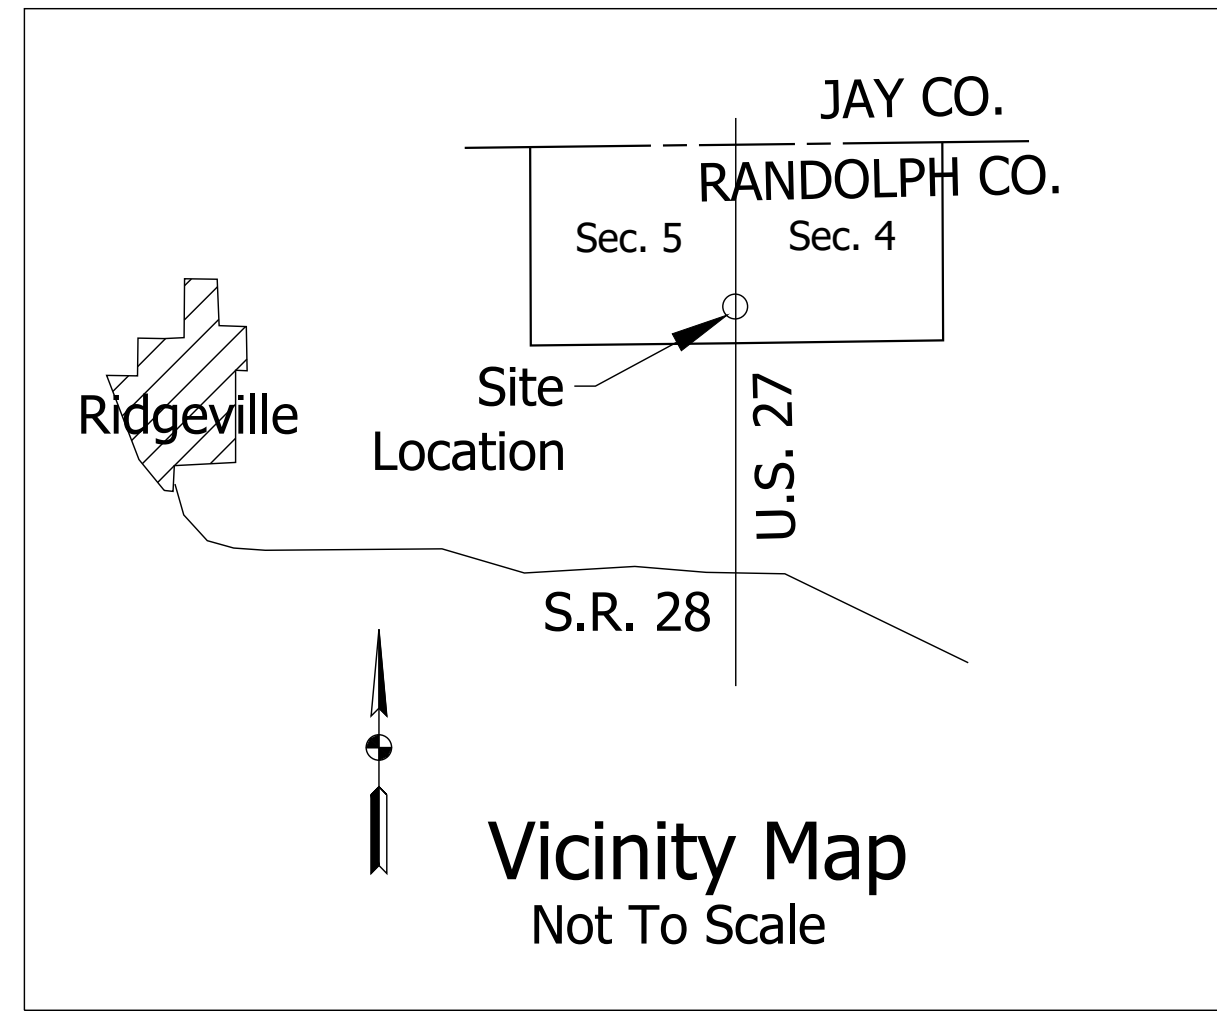 JAY CO.
RANDOLPH CO.
Sec. 5
Sec. 4
Ridgeville
Site
Location
U.S. 27
S.R. 28
Vicinity Map
Not To Scale